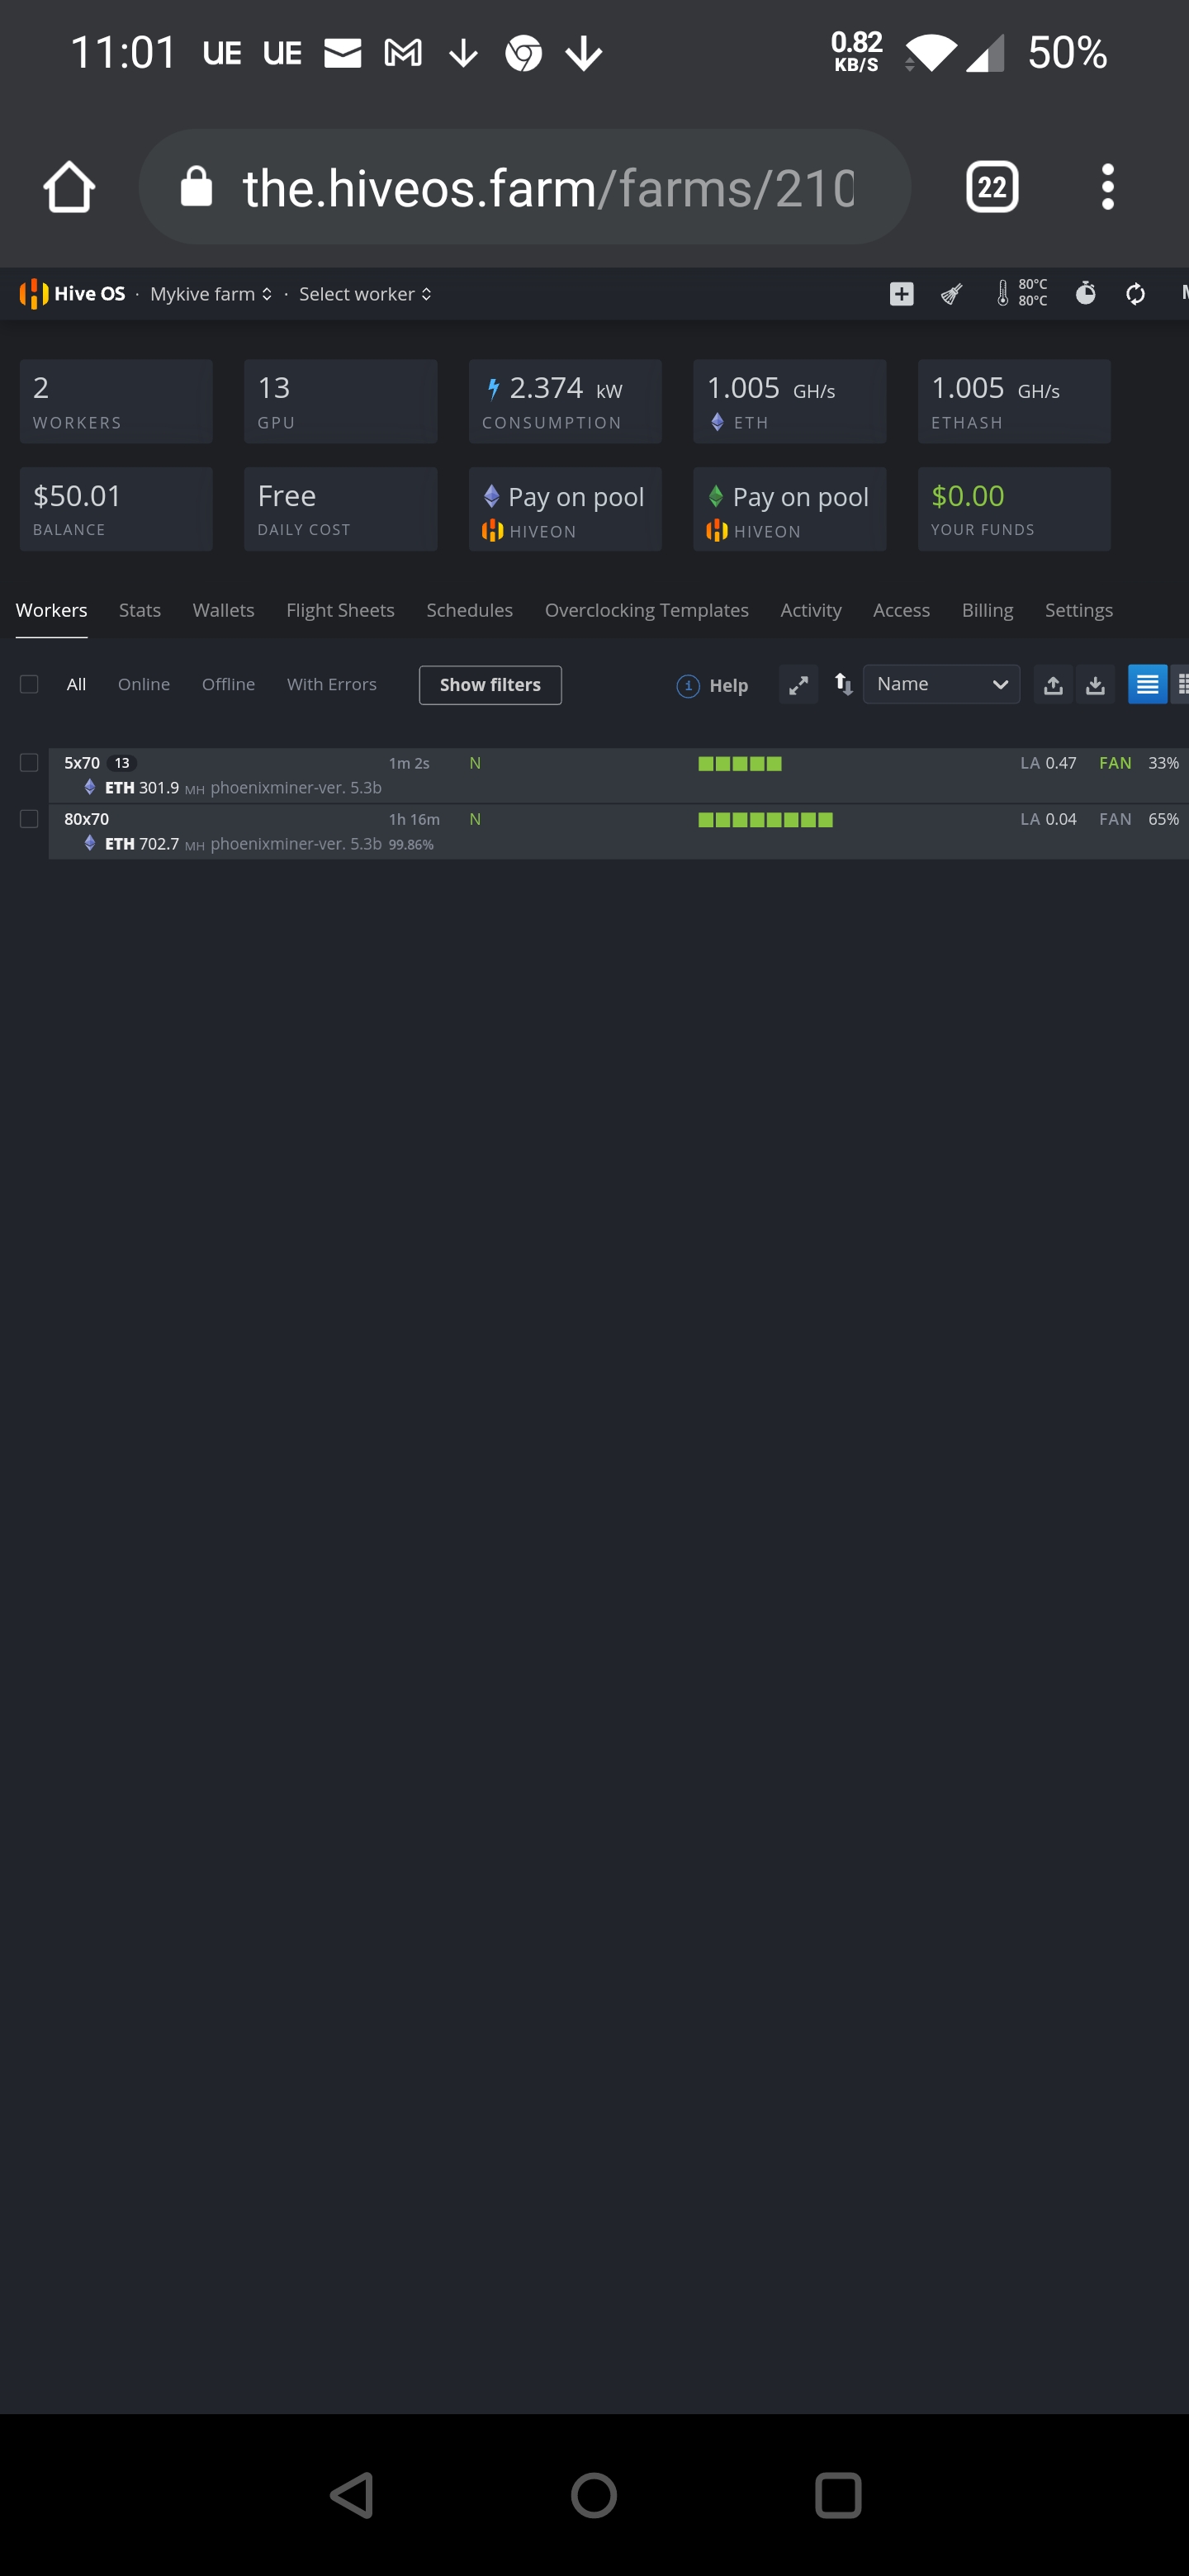 11:01 UE UE 0.82 KB/S 50%
the.hiveos.farm/farms/210 22
Hive OS · Mykive farm · Select worker 80°C 80°C
2 13 2.374 kW 1.005 GH/s 1.005 GH/s
WORKERS GPU CONSUMPTION ETH ETHASH
$50.01 Free Pay on pool Pay on pool $0.00
BALANCE DAILY COST HIVEON HIVEON YOUR FUNDS
Workers Stats Wallets Flight Sheets Schedules Overclocking Templates Activity Access Billing Settings
All Online Offline With Errors Show filters Help Name
5x70 13 1m 2s N LA 0.47 FAN 33%
ETH 301.9 MH phoenixminer-ver. 5.3b
80x70 1h 16m N LA 0.04 FAN 65%
ETH 702.7 MH phoenixminer-ver. 5.3b 99.86%